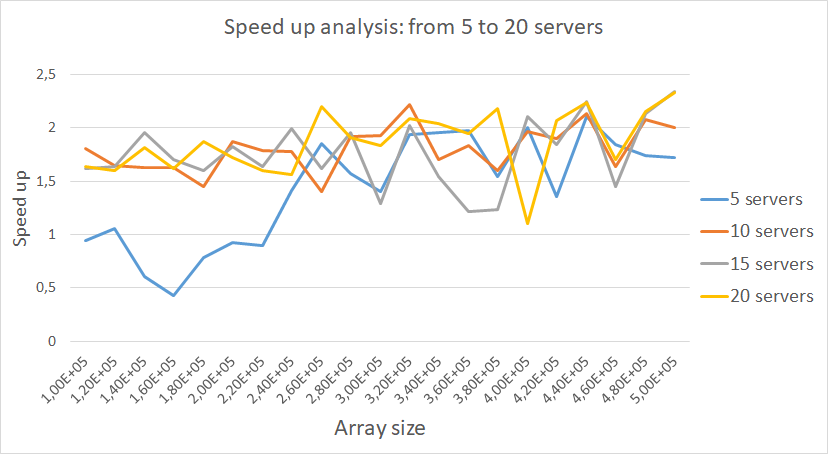 Speed up analysis: from 5 to 20 servers
2,5
2
1,5
1
0,5
0
Speed up
1,00E+05
1,20E+05
1,40E+05
1,60E+05
1,80E+05
2,00E+05
2,20E+05
2,40E+05
2,60E+05
2,80E+05
3,00E+05
3,20E+05
3,40E+05
3,60E+05
3,80E+05
4,00E+05
4,20E+05
4,40E+05
4,60E+05
4,80E+05
5,00E+05
Array size
5 servers
10 servers
15 servers
20 servers